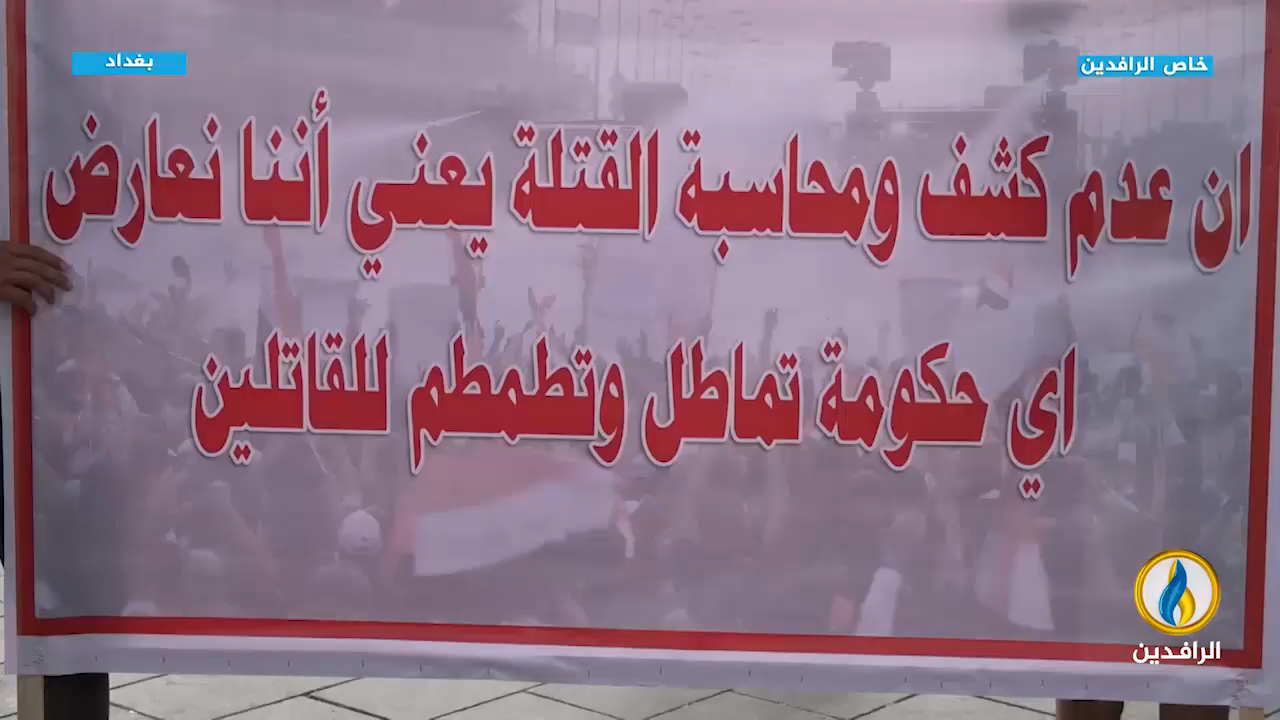 خاص الرافدين
بغداد
ان عدم كشف ومحاسبة القتلة يعني أننا نعارض
اي حكومة تماطل وتطمطم للقاتلين
الرافدين